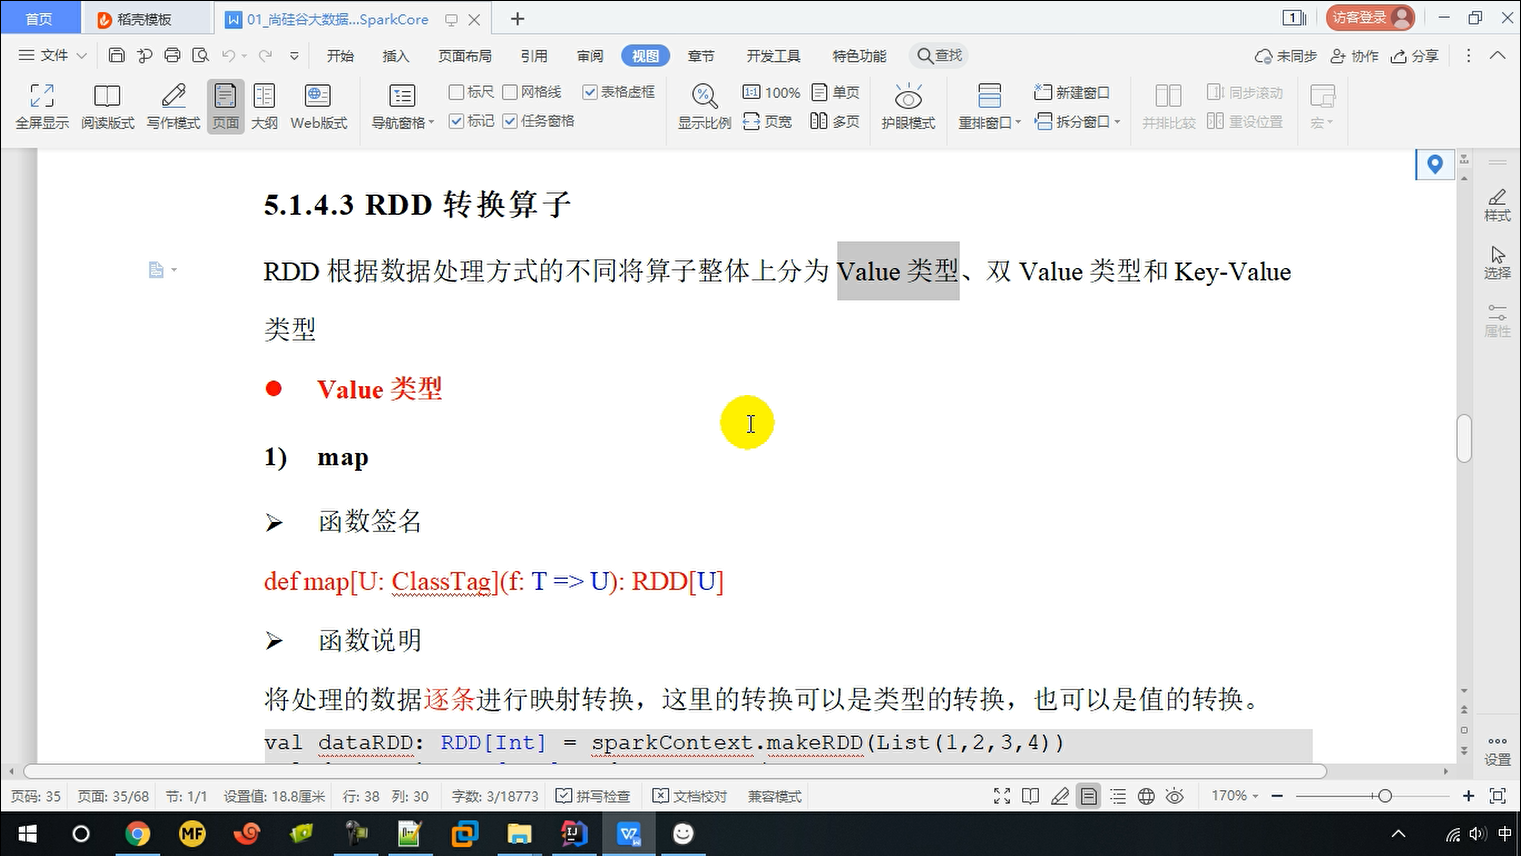 首页 稻壳模板 01_尚硅谷大数据...SparkCore 1 访客登录
文件 开始 插入 页面布局 引用 审阅 视图 章节 开发工具 特色功能 查找 未同步 协作 分享
标尺 网格线 表格虚框 1:1 100% 单页 新建窗口 同步滚动
全屏显示 阅读版式 写作模式 页面 大纲 Web版式 导航窗格 标记 任务窗格 显示比例 页宽 多页 护眼模式 重排窗口 拆分窗口 并排比较 重设位置 宏
5.1.4.3 RDD 转换算子
RDD 根据数据处理方式的不同将算子整体上分为 Value 类型、双 Value 类型和 Key-Value
类型
Value 类型
1) map
函数签名
def map[U: ClassTag](f: T => U): RDD[U]
函数说明
将处理的数据逐条进行映射转换，这里的转换可以是类型的转换，也可以是值的转换。
val dataRDD: RDD[Int] = sparkContext.makeRDD(List(1,2,3,4))
样式
选择
属性
设置
页码: 35 页面: 35/68 节: 1/1 设置值: 18.8厘米 行: 38 列: 30 字数: 3/18773 拼写检查 文档校对 兼容模式 170%
MF 中